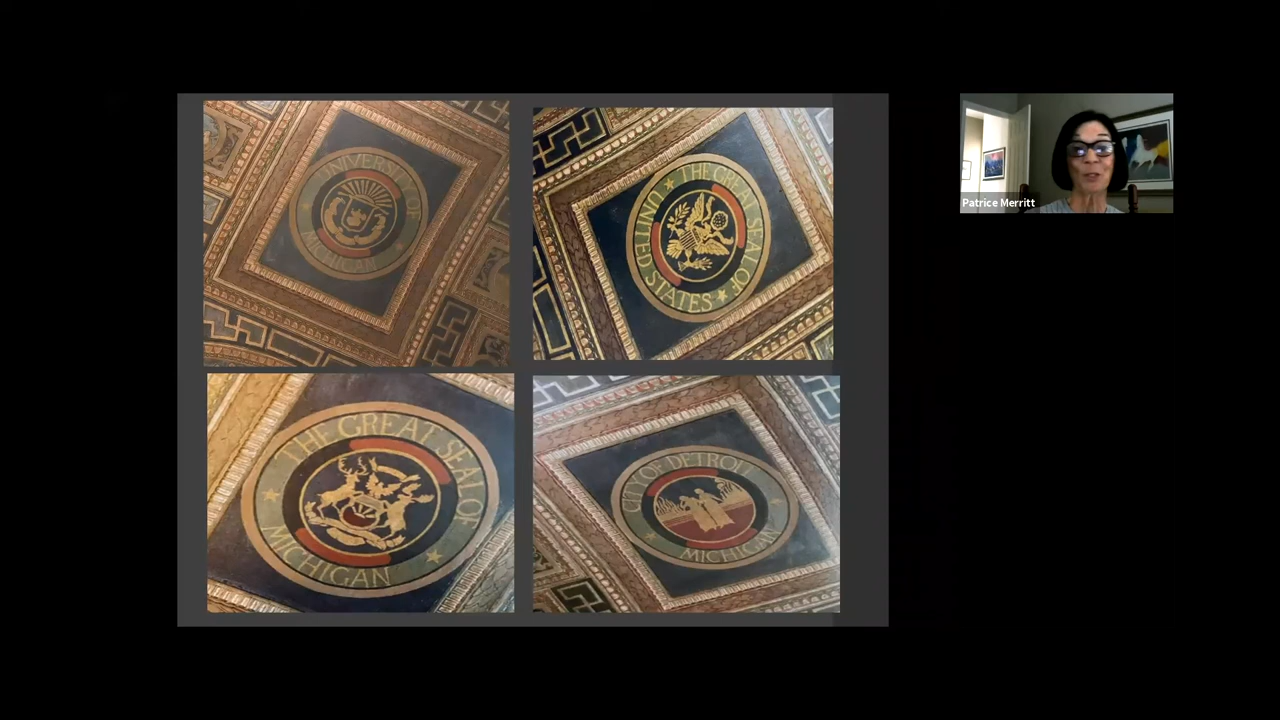 UNIVERSITY OF
MICHIGAN
THE GREAT SEAL OF
UNITED STATES
THE GREAT SEAL OF
MICHIGAN
CITY OF DETROIT
MICHIGAN
Patrice Merritt